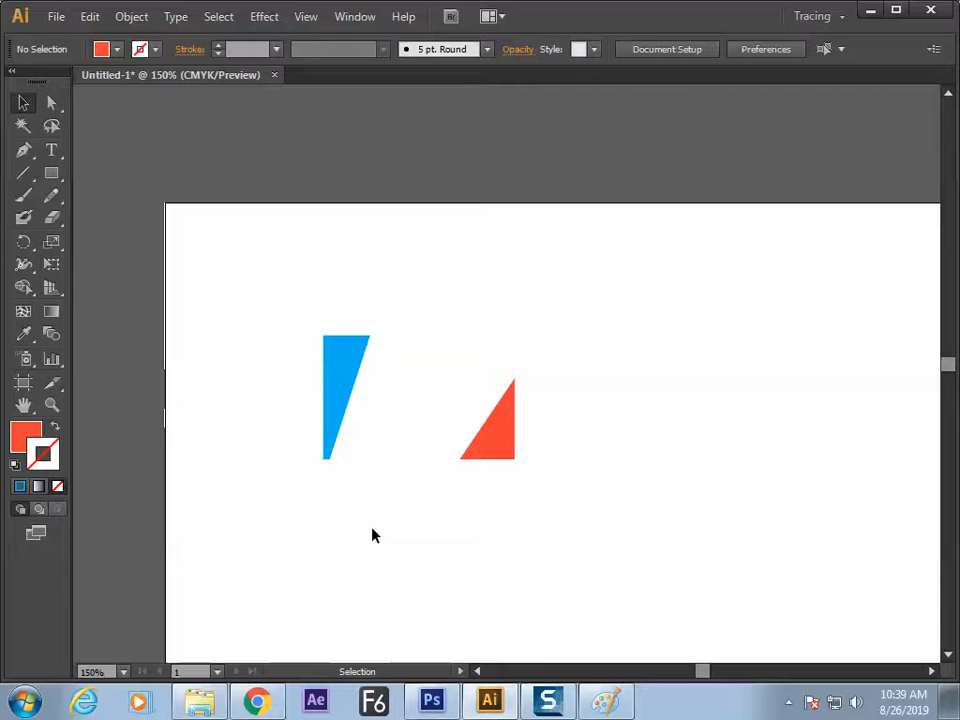 Ai File Edit Object Type Select Effect View Window Help Br Tracing
No Selection Stroke: 5 pt. Round Opacity Style: Document Setup Preferences
Untitled-1* @ 150% (CMYK/Preview)
T
150% 1 Selection
Ae F6 Ps Ai S 10:39 AM
8/26/2019